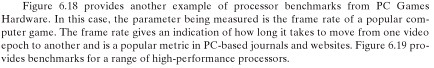 Figure 6.18 provides another example of processor benchmarks from PC Games
Hardware. In this case, the parameter being measured is the frame rate of a popular com-
puter game. The frame rate gives an indication of how long it takes to move from one video
epoch to another and is a popular metric in PC-based journals and websites. Figure 6.19 pro-
vides benchmarks for a range of high-performance processors.